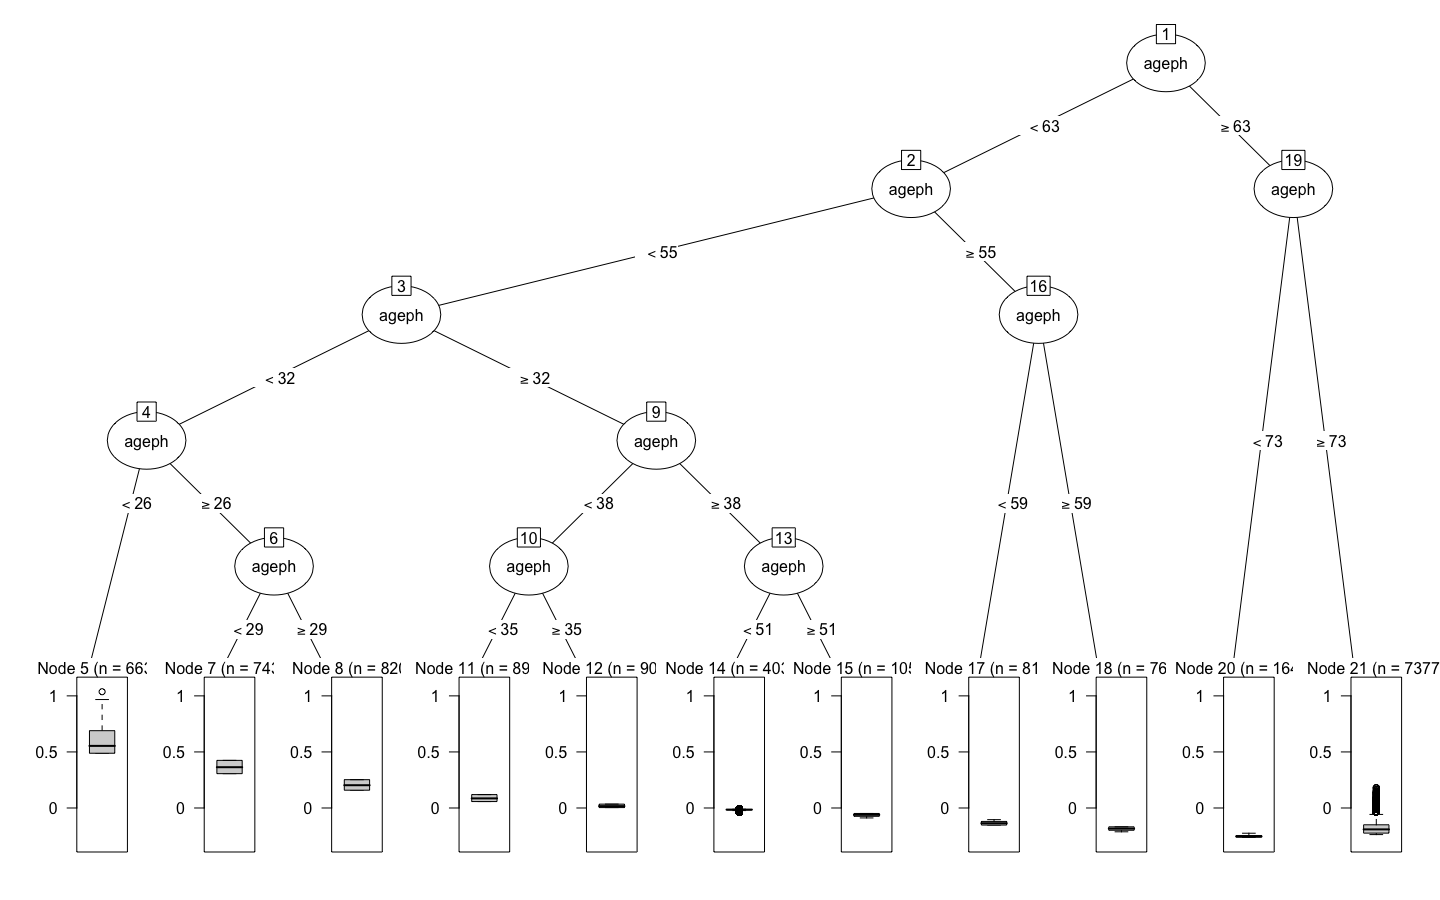 1
ageph
< 63
≥ 63
2
ageph
19
ageph
< 55
≥ 55
3
ageph
16
ageph
< 32
≥ 32
4
ageph
9
ageph
< 73
≥ 73
< 26
≥ 26
< 38
≥ 38
< 59
≥ 59
6
ageph
10
ageph
13
ageph
< 29
≥ 29
< 35
≥ 35
< 51
≥ 51
Node 5 (n = 66
Node 7 (n = 74
Node 8 (n = 82
Node 11 (n = 89
Node 12 (n = 90
Node 14 (n = 40
Node 15 (n = 10
Node 17 (n = 81
Node 18 (n = 76
Node 20 (n = 16
Node 21 (n = 7377
1 1 1 1 1 1 1 1 1 1 1
0.5 0.5 0.5 0.5 0.5 0.5 0.5 0.5 0.5 0.5 0.5
0 0 0 0 0 0 0 0 0 0 0